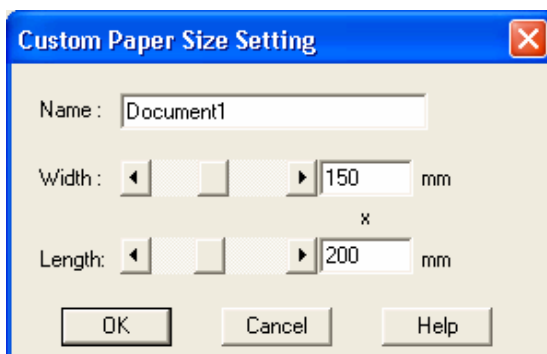 Custom Paper Size Setting
Name : Document1
Width : 150 mm
x
Length: 200 mm
OK Cancel Help